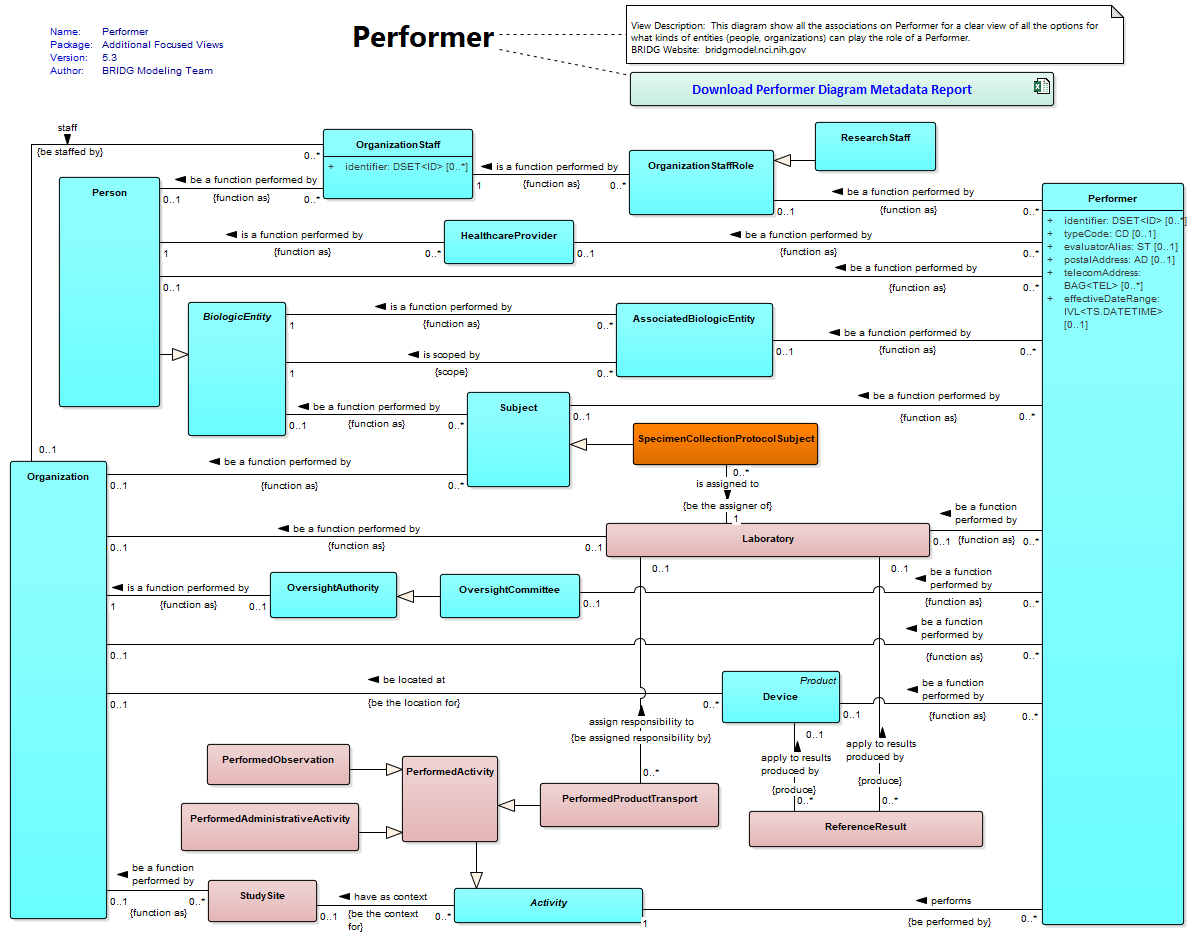 Name: Performer
Package: Additional Focused Views
Version: 5.3
Author: BRIDG Modeling Team
Performer
View Description: This diagram show all the associations on Performer for a clear view of all the options for
what kinds of entities (people, organizations) can play the role of a Performer.
BRIDG Website: bridgmodel.nci.nih.gov
Download Performer Diagram Metadata Report
staff
{be staffed by}
0..*
0..1
OrganizationStaff
+ identifier: DSET<ID> [0..*]
is a function performed by
{function as}
1
0..*
OrganizationStaffRole
ResearchStaff
be a function performed by
{function as}
0..1
0..*
Performer
+ identifier: DSET<ID> [0..*]
+ typeCode: CD [0..1]
+ evaluatorAlias: ST [0..1]
+ postalAddress: AD [0..1]
+ telecomAddress:
BAG<TEL> [0..*]
+ effectiveDateRange:
IVL<TS.DATETIME>
[0..1]
Person
be a function performed by
{function as}
0..1
0..*
is a function performed by
{function as}
1
0..*
HealthcareProvider
be a function performed by
{function as}
0..1
0..*
be a function performed by
{function as}
0..1
0..*
BiologicEntity
is a function performed by
{function as}
1
0..*
is scoped by
{scope}
1
0..*
AssociatedBiologicEntity
be a function performed by
{function as}
0..1
0..*
be a function performed by
{function as}
0..1
0..*
Subject
be a function performed by
{function as}
0..1
0..*
SpecimenCollectionProtocolSubject
0..*
is assigned to
{be the assigner of}
1
Organization
be a function performed by
{function as}
0..1
0..*
be a function performed by
{function as}
0..1
0..1
Laboratory
be a function
performed by
0..1
{function as}
0..*
is a function performed by
{function as}
1
0..1
OversightAuthority
OversightCommittee
0..1
0..1
0..1
be a function
performed by
{function as}
0..*
be a function
performed by
0..1
{function as}
0..*
be located at
{be the location for}
0..1
0..*
Product
Device
be a function
performed by
0..1
{function as}
0..*
assign responsibility to
{be assigned responsibility by}
0..*
0..1
apply to results
produced by
{produce}
0..*
apply to results
produced by
{produce}
0..*
PerformedObservation
PerformedActivity
PerformedAdministrativeActivity
PerformedProductTransport
ReferenceResult
be a function
performed by
0..1
0..*
{function as}
StudySite
have as context
0..1
{be the context
for}
0..*
Activity
1
performs
{be performed by}
0..*